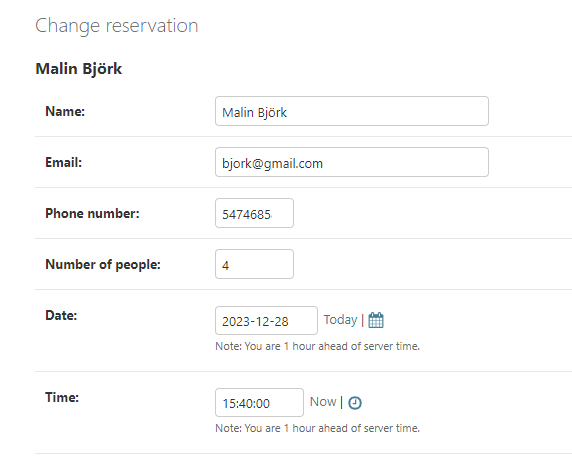 Change reservation
Malin Björk
Name: Malin Björk
Email: bjork@gmail.com
Phone number: 5474685
Number of people: 4
Date: 2023-12-28 Today |
Note: You are 1 hour ahead of server time.
Time: 15:40:00 Now |
Note: You are 1 hour ahead of server time.